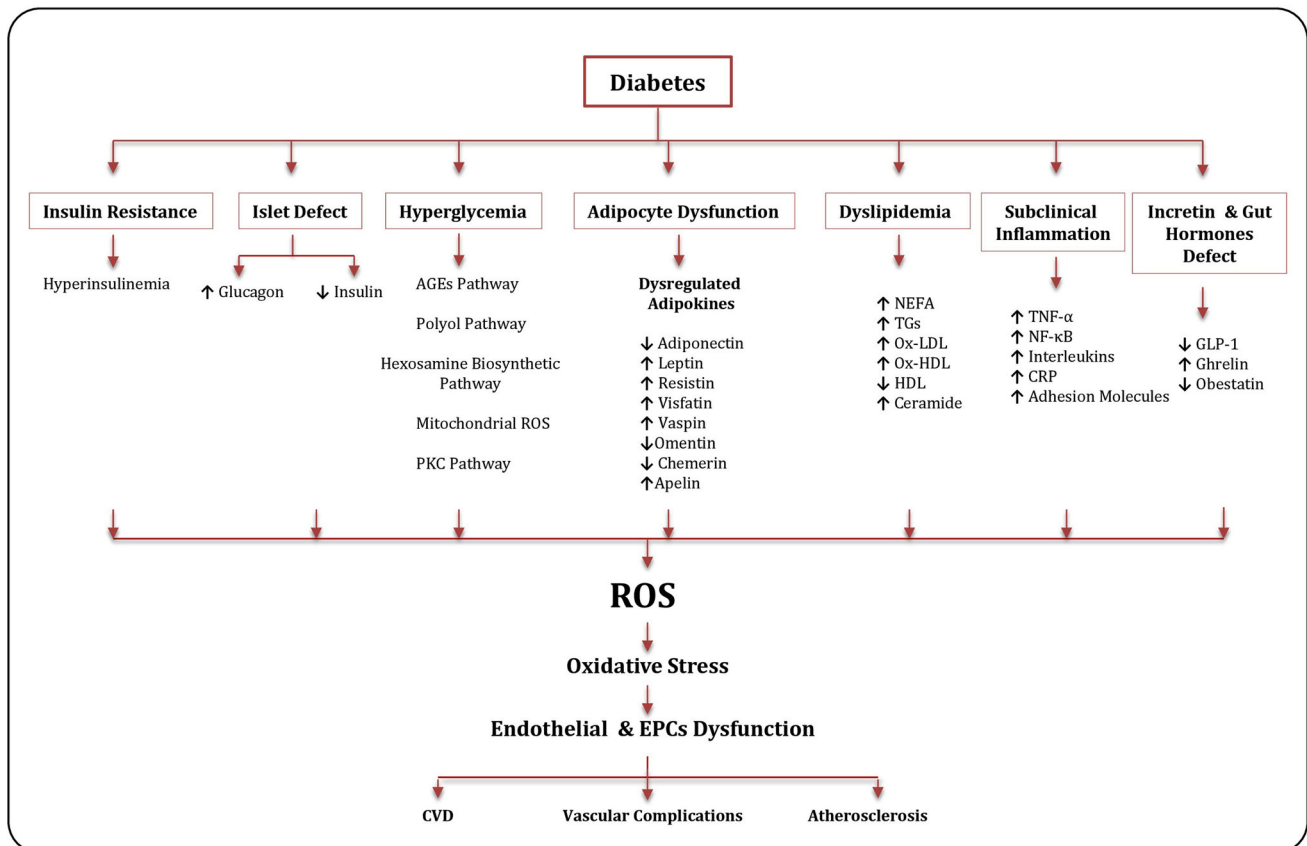 Diabetes
Insulin Resistance
Hyperinsulinemia
Islet Defect
↑ Glucagon
↓ Insulin
Hyperglycemia
AGEs Pathway
Polyol Pathway
Hexosamine Biosynthetic
Pathway
Mitochondrial ROS
PKC Pathway
Adipocyte Dysfunction
Dysregulated
Adipokines
↓ Adiponectin
↑ Leptin
↑ Resistin
↑ Visfatin
↑ Vaspin
↓Omentin
↓ Chemerin
↑Apelin
Dyslipidemia
↑ NEFA
↑ TGs
↑ Ox-LDL
↑ Ox-HDL
↓ HDL
↑ Ceramide
Subclinical
Inflammation
↑ TNF-α
↑ NF-κB
↑ Interleukins
↑ CRP
↑ Adhesion Molecules
Incretin & Gut
Hormones
Defect
↓ GLP-1
↑ Ghrelin
↓ Obestatin
ROS
Oxidative Stress
Endothelial & EPCs Dysfunction
CVD
Vascular Complications
Atherosclerosis